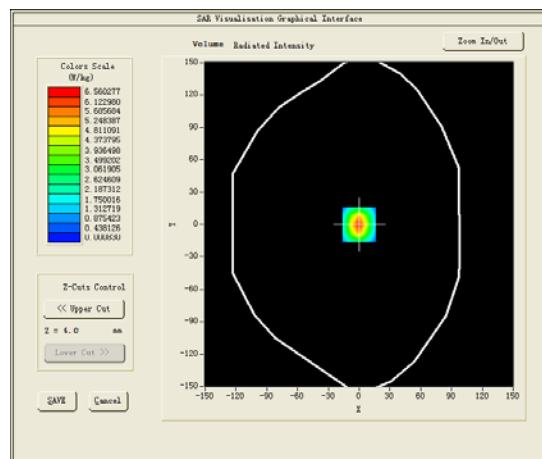 SAR Visualisation Graphical Interface
Volume Radiated Intensity
Zoom In/Out
Colors Scale
(W/kg)
6.560277
6.122980
5.685684
5.248387
4.811091
4.373795
3.936498
3.499202
3.061905
2.624609
2.187312
1.750016
1.312719
0.875423
0.438126
0.000830
150
120
90
60
30
0
-30
-60
-90
-120
-150
Y
-150 -120 -90 -60 -30 0 30 60 90 120 150
X
Z-Cuts Control
<< Upper Cut
Z = 4.0 mm
Lower Cut >>
SAVE Cancel